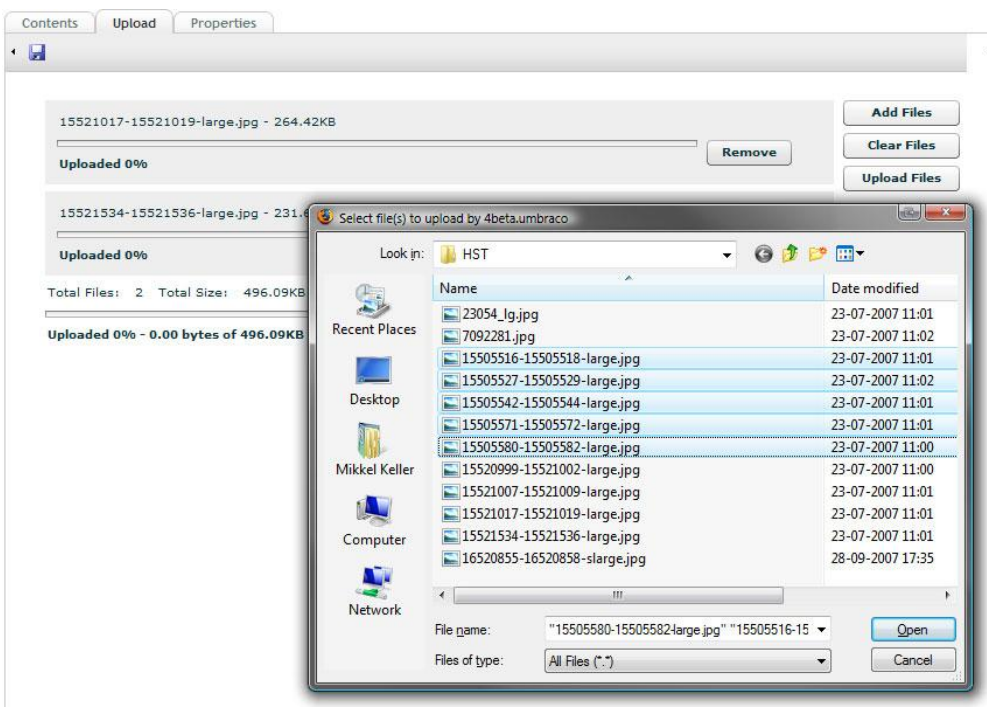 Contents Upload Properties
15521017-15521019-large.jpg - 264.42KB
Uploaded 0%
Remove
Add Files
Clear Files
Upload Files
15521534-15521536-large.jpg - 231.6
Uploaded 0%
Total Files: 2 Total Size: 496.09KB
Uploaded 0% - 0.00 bytes of 496.09KB
Select file(s) to upload by 4beta.umbraco
Look in: HST
Recent Places
Desktop
Mikkel Keller
Computer
Network
Name Date modified
23054_lg.jpg 23-07-2007 11:01
7092281.jpg 23-07-2007 11:02
15505516-15505518-large.jpg 23-07-2007 11:01
15505527-15505529-large.jpg 23-07-2007 11:02
15505542-15505544-large.jpg 23-07-2007 11:01
15505571-15505572-large.jpg 23-07-2007 11:01
15505580-15505582-large.jpg 23-07-2007 11:00
15520999-15521002-large.jpg 23-07-2007 11:00
15521007-15521009-large.jpg 23-07-2007 11:01
15521017-15521019-large.jpg 23-07-2007 11:01
15521534-15521536-large.jpg 23-07-2007 11:01
16520855-16520858-slarge.jpg 28-09-2007 17:35
File name: "15505580-15505582-large.jpg" "15505516-15
Open
Files of type: All Files (*.*)
Cancel